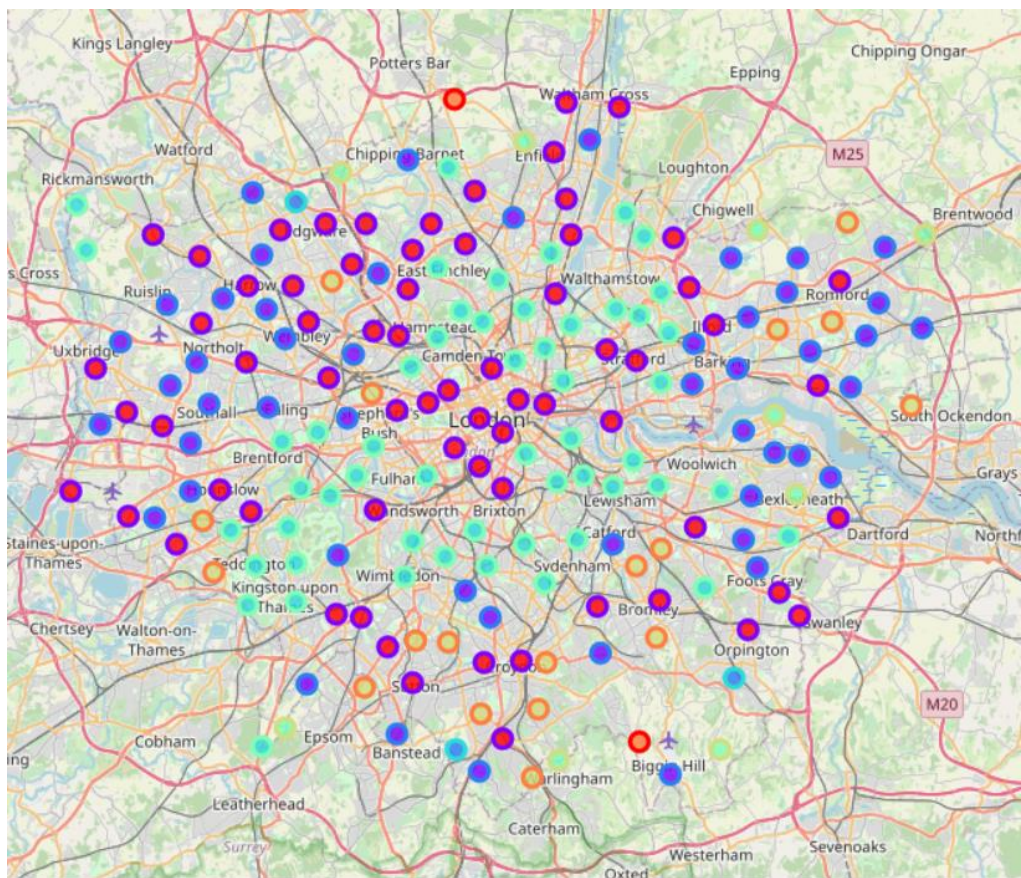 Kings Langley
Chipping Ongar
Potters Bar
Epping
Waltham Cross
M25
Watford
Chipping Barnet
Enfield
Loughton
Rickmansworth
Chigwell
Brentwood
Edgware
East Finchley
Walthamstow
Ruislip
Harrow
Romford
Hampstead
Ilford
Wembley
Uxbridge
Northolt
Camden Town
Stratford
Barking
Southall
Ealing
Shepherd's
Bush
London
South Ockendon
Brentford
Woolwich
Grays
Fulham
Hounslow
Lewisham
Bexleyheath
Wandsworth
Brixton
Catford
Dartford
Staines-upon-
Thames
Teddington
Wimbledon
Sydenham
Foots Cray
Kingston upon
Thames
Bromley
Swanley
Chertsey
Walton-on-
Thames
Orpington
Croydon
Sutton
M20
Cobham
Epsom
Banstead
Biggin Hill
Leatherhead
Caterham
Surrey
Westerham
Sevenoaks
Oxted